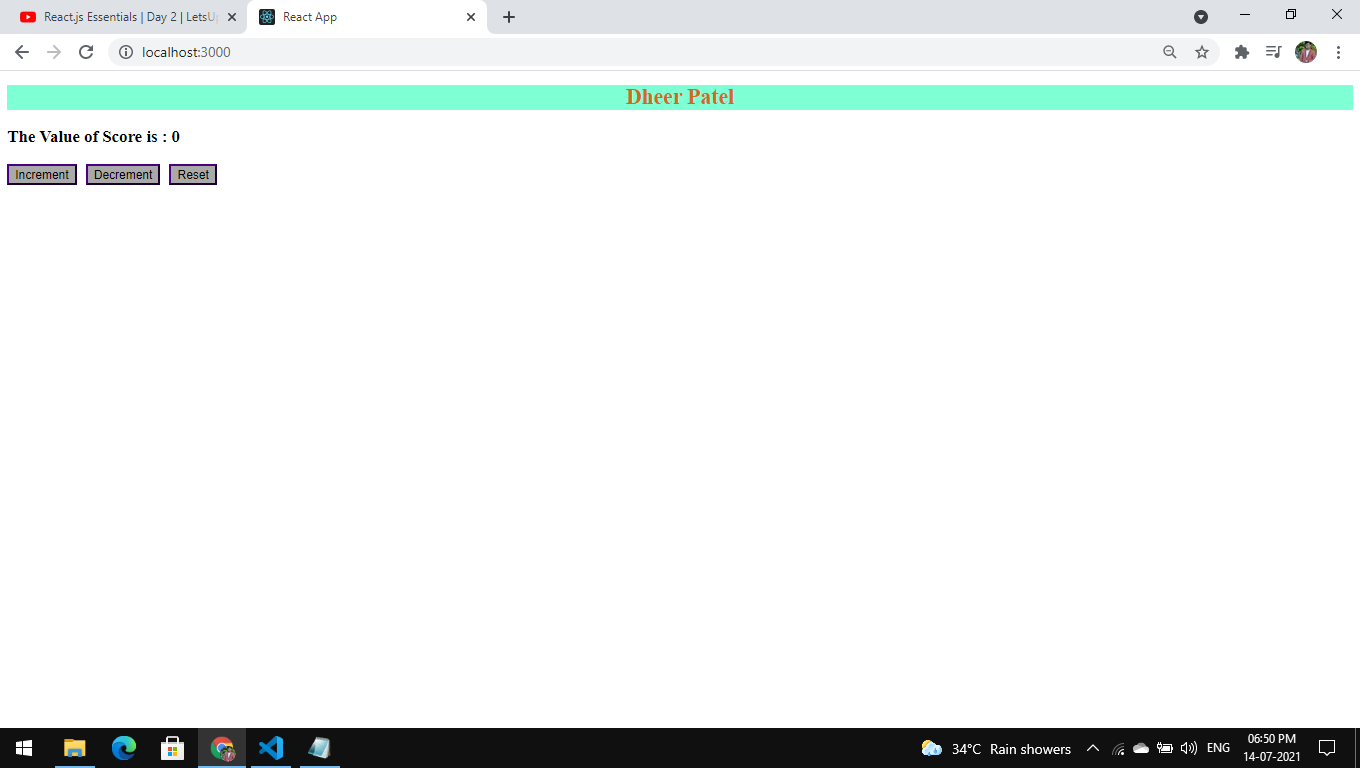 React.js Essentials | Day 2 | LetsU
React App
localhost:3000
Dheer Patel
The Value of Score is : 0
Increment Decrement Reset
34°C Rain showers
ENG
06:50 PM
14-07-2021